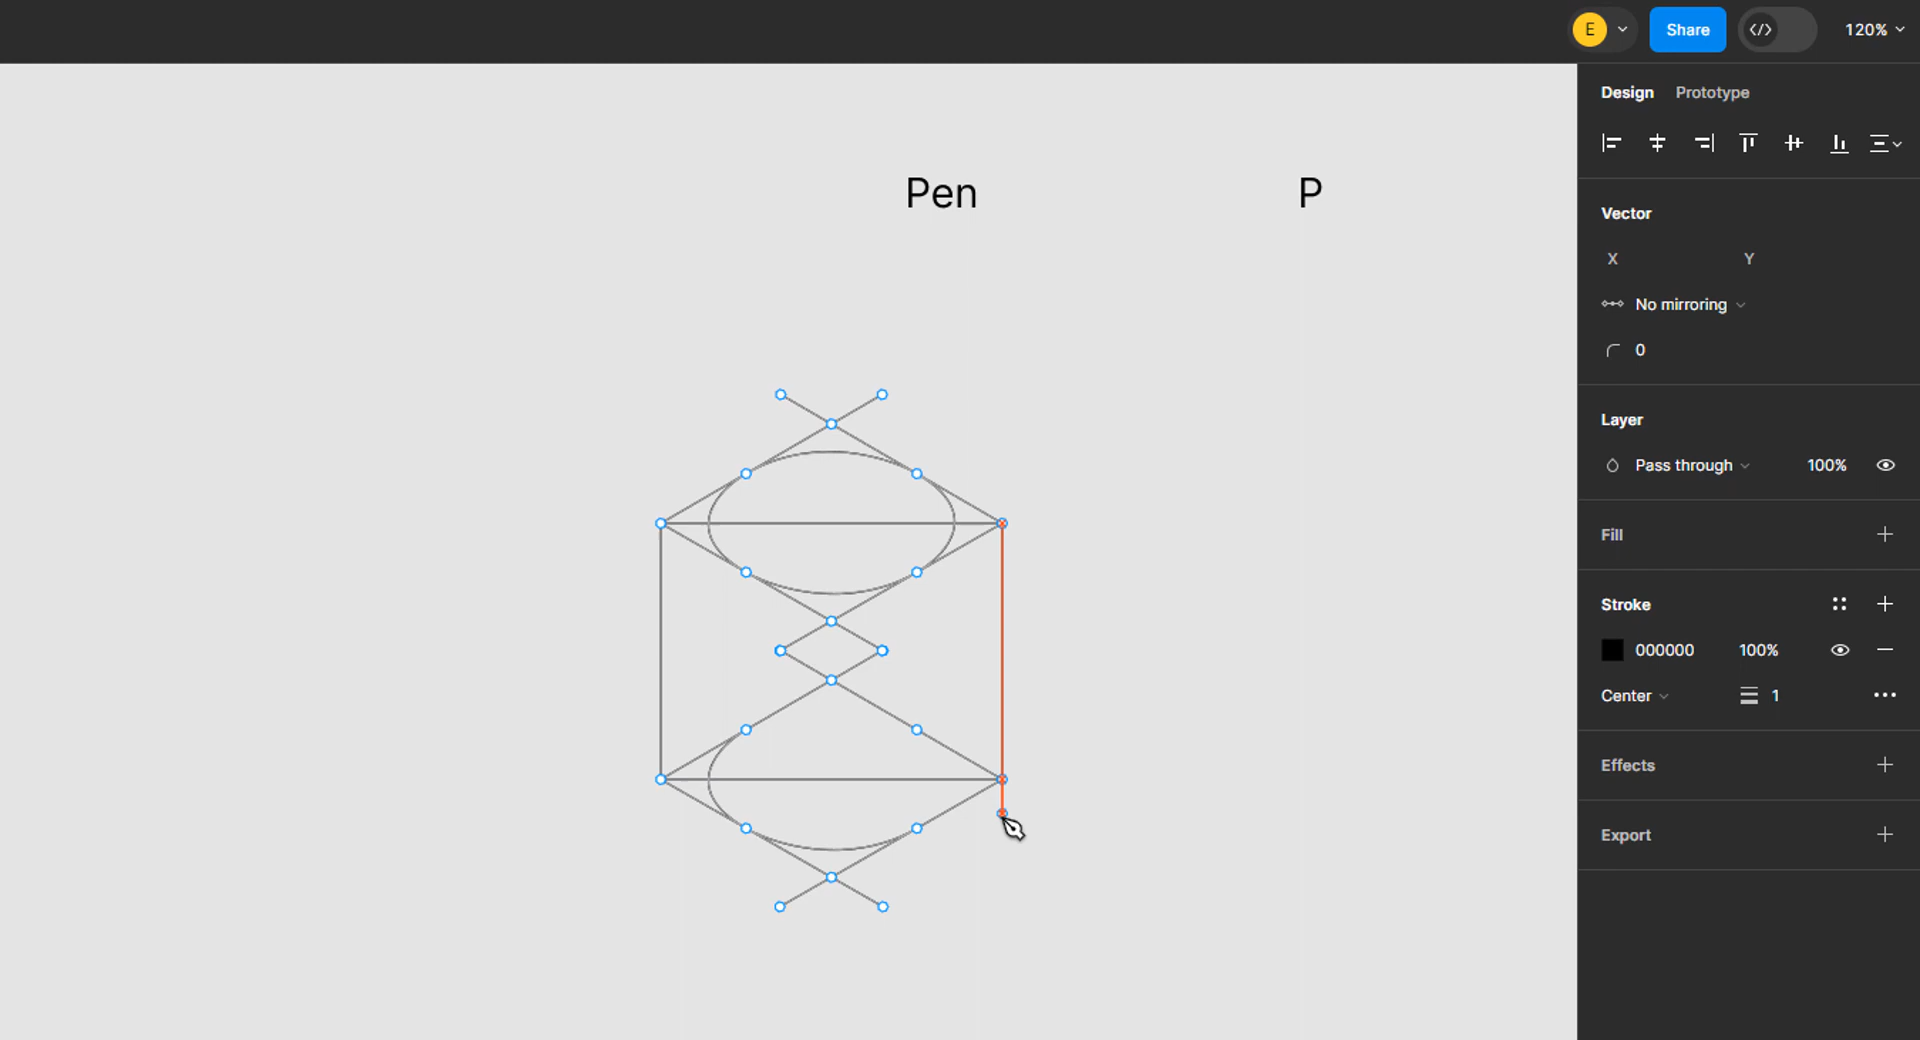 E
Share
</>
120%
Design Prototype
Pen
P
Vector
X Y
No mirroring
0
Layer
Pass through 100%
Fill
Stroke
000000 100%
Center 1
Effects
Export